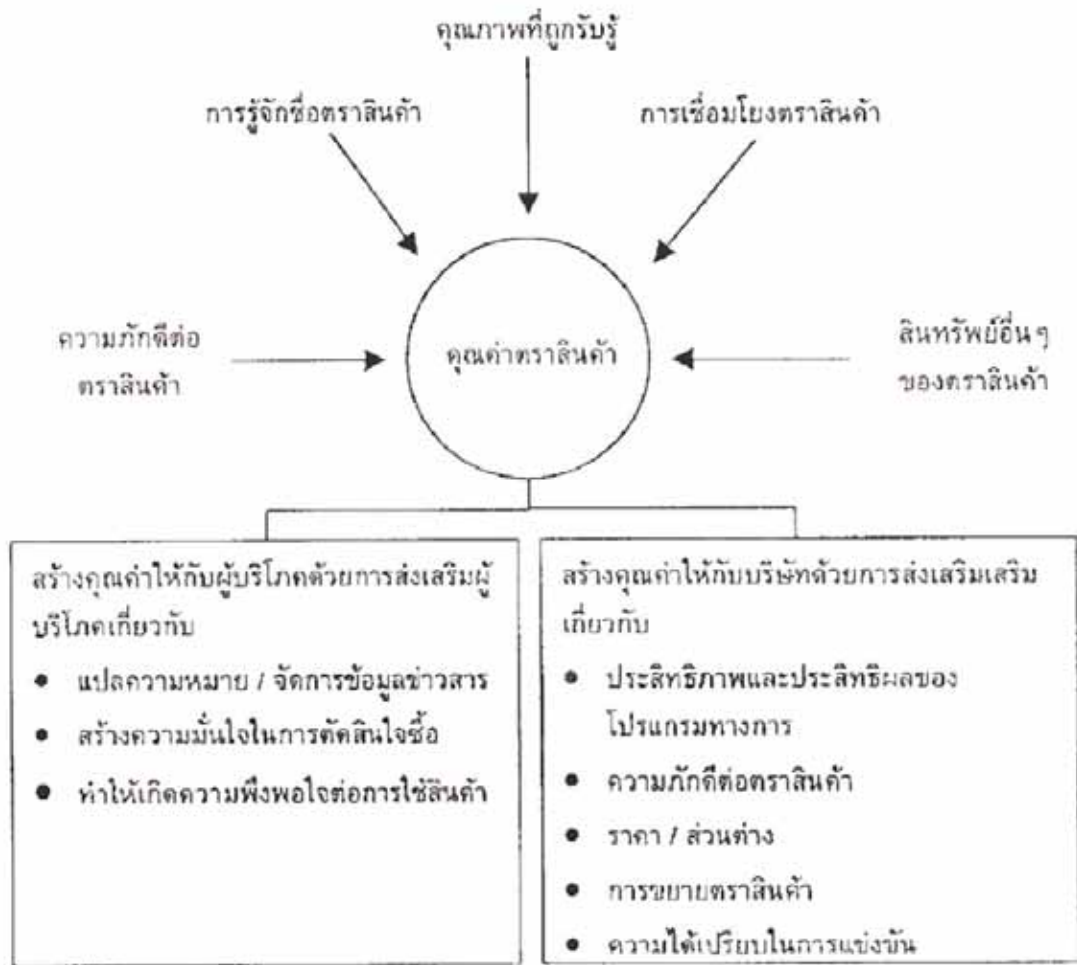 คุณภาพที่ถูกรับรู้
การรู้จักชื่อตราสินค้า
การเชื่อมโยงตราสินค้า
ความภักดีต่อ
ตราสินค้า
คุณค่าตราสินค้า
สินทรัพย์อื่นๆ
ของตราสินค้า
สร้างคุณค่าให้กับผู้บริโภคด้วยการส่งเสริมผู้
บริโภคเกี่ยวกับ
● แปลความหมาย / จัดการข้อมูลข่าวสาร
● สร้างความมั่นใจในการตัดสินใจซื้อ
● ทำให้เกิดความพึงพอใจต่อการใช้สินค้า
สร้างคุณค่าให้กับบริษัทด้วยการส่งเสริมเสริม
เกี่ยวกับ
● ประสิทธิภาพและประสิทธิผลของ
โปรแกรมทางการ
● ความภักดีต่อตราสินค้า
● ราคา / ส่วนต่าง
● การขยายตราสินค้า
● ความได้เปรียบในการแข่งขัน